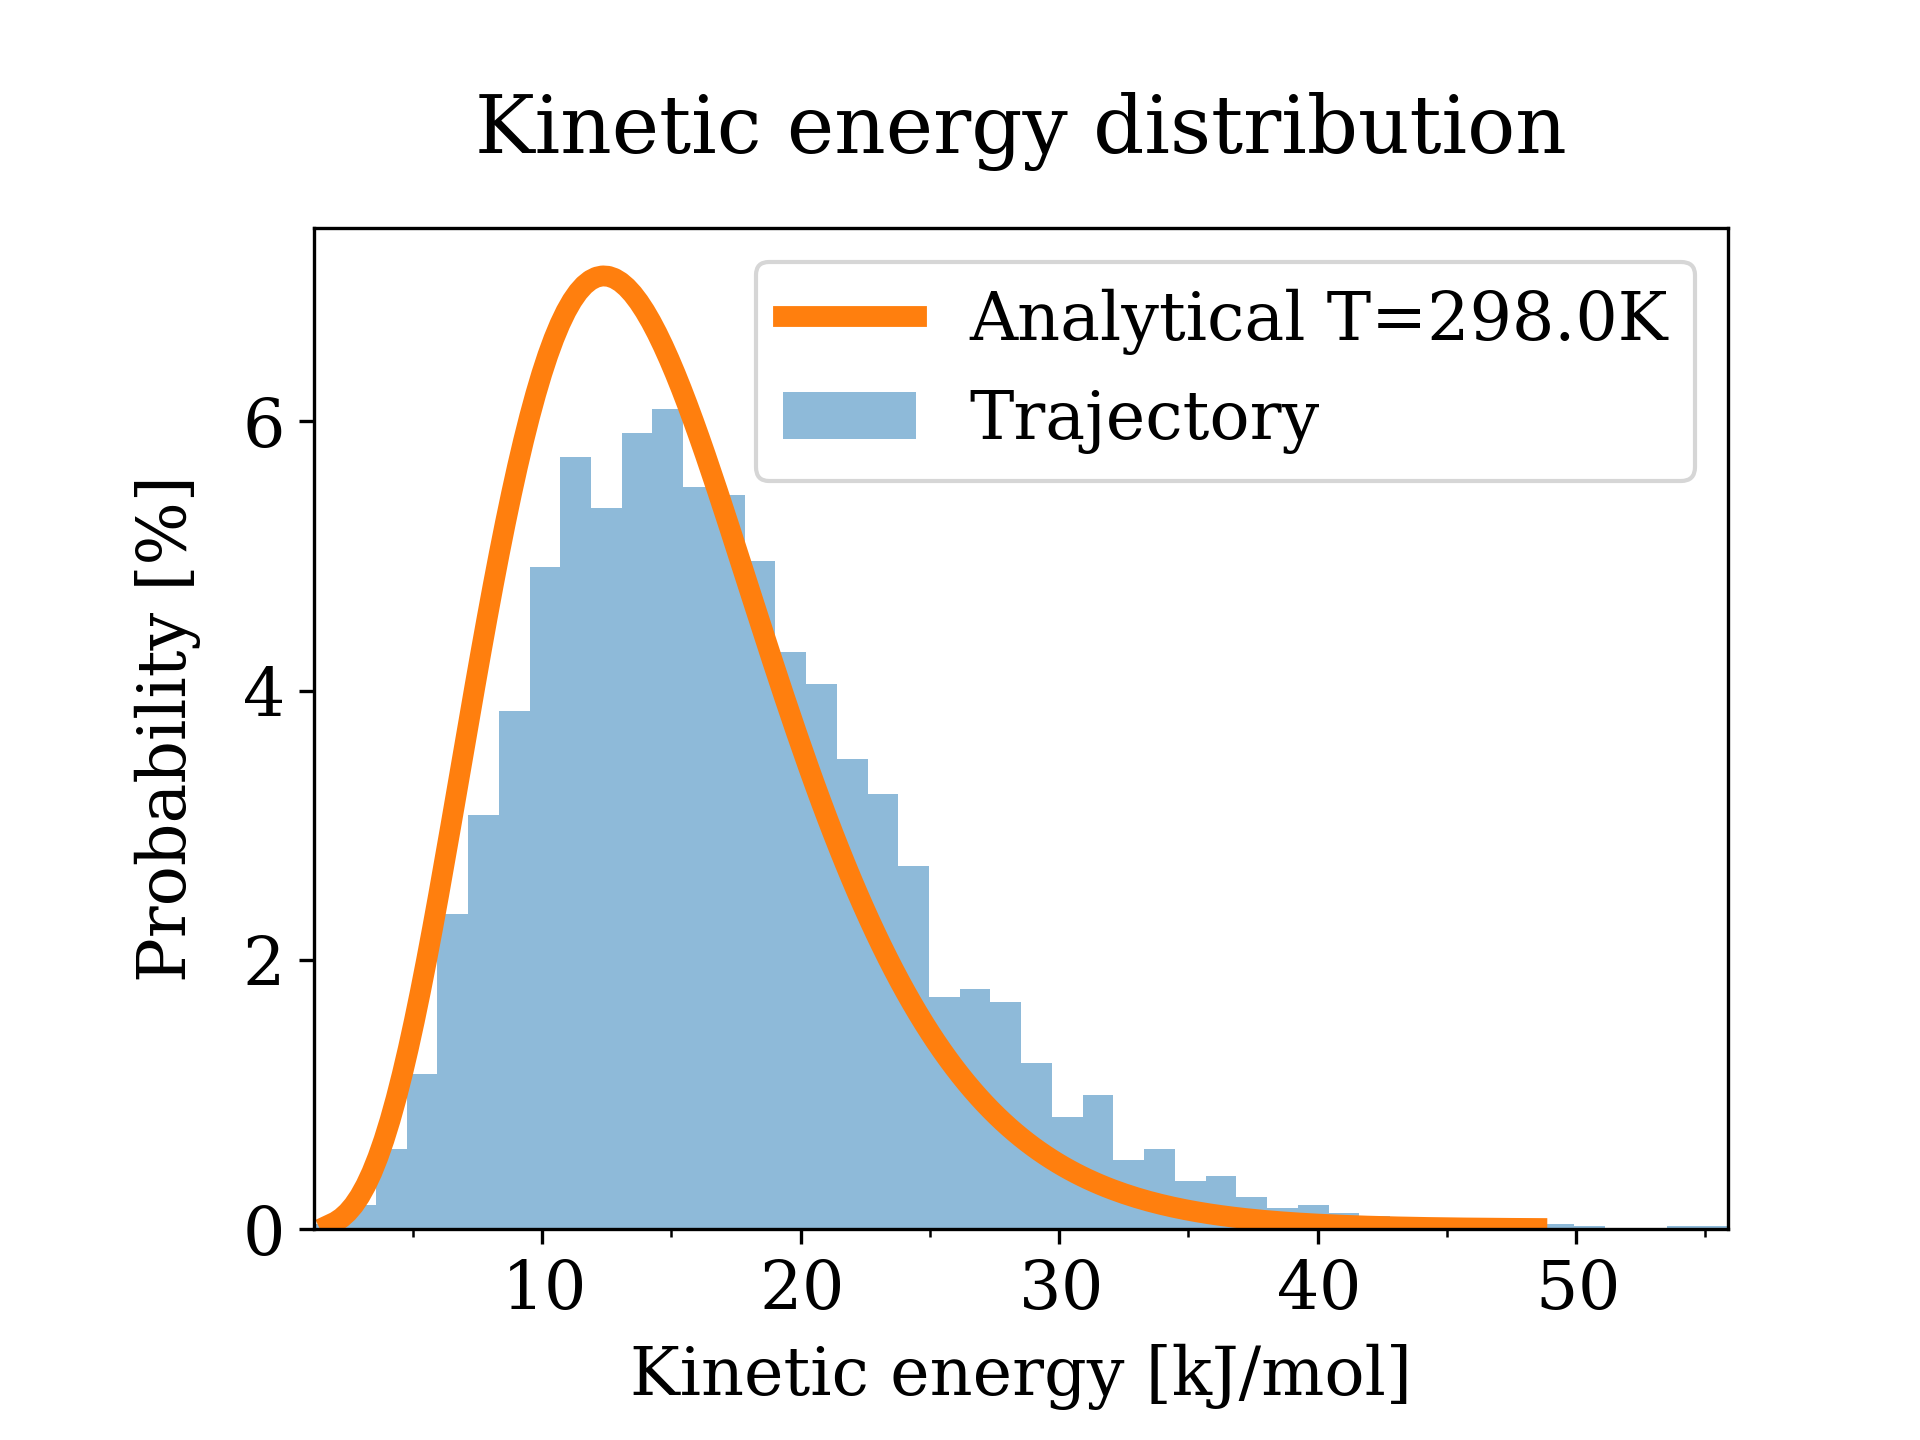 Kinetic energy distribution
Analytical T=298.0K
Trajectory
Probability [%]
6
4
2
0
10 20 30 40 50
Kinetic energy [kJ/mol]